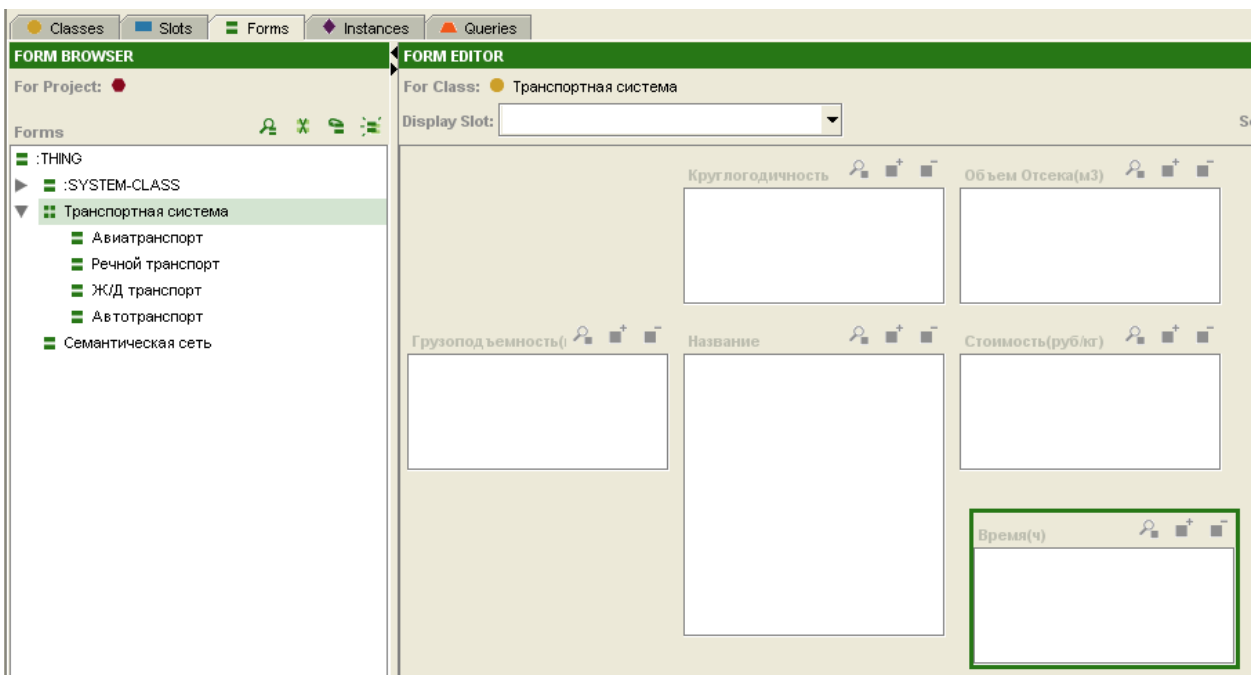 Classes Slots Forms Instances Queries
FORM BROWSER
For Project:
Forms
:THING
:SYSTEM-CLASS
Транспортная система
Авиатранспорт
Речной транспорт
Ж/Д транспорт
Автотранспорт
Семантическая сеть
FORM EDITOR
For Class: Транспортная система
Display Slot:
Круглогодичность Объем Отсека(м3)
Грузоподъемность( Название Стоимость(руб/кг)
Время(ч)